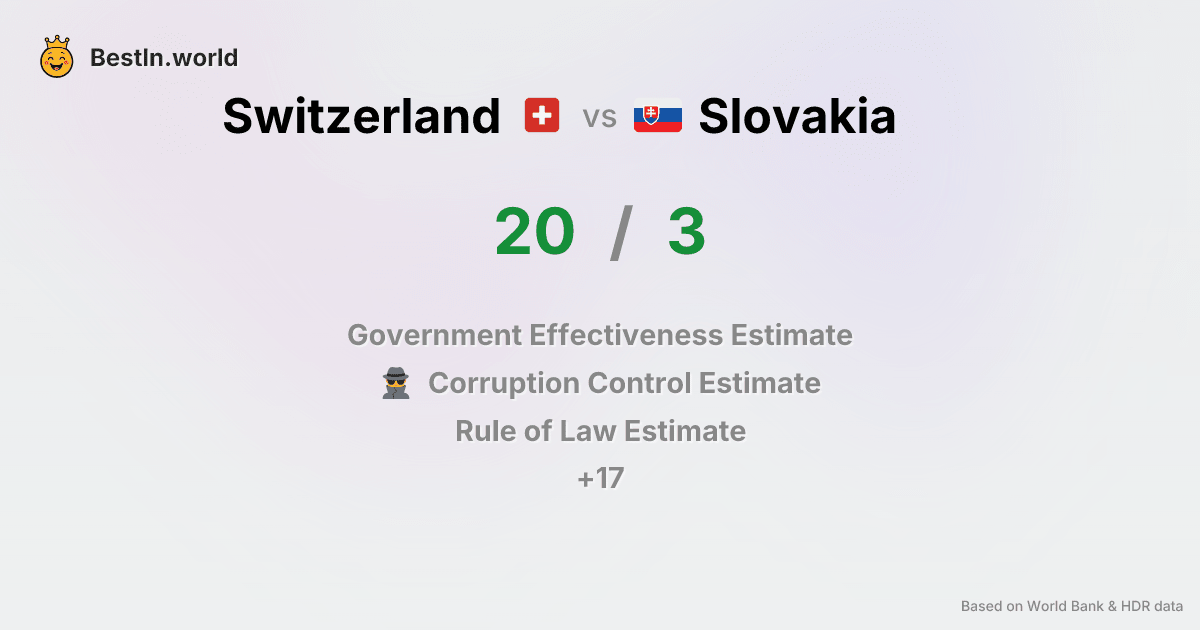 BestIn.world
Switzerland vs Slovakia
20 / 3
Government Effectiveness Estimate
Corruption Control Estimate
Rule of Law Estimate
+17
Based on World Bank & HDR data